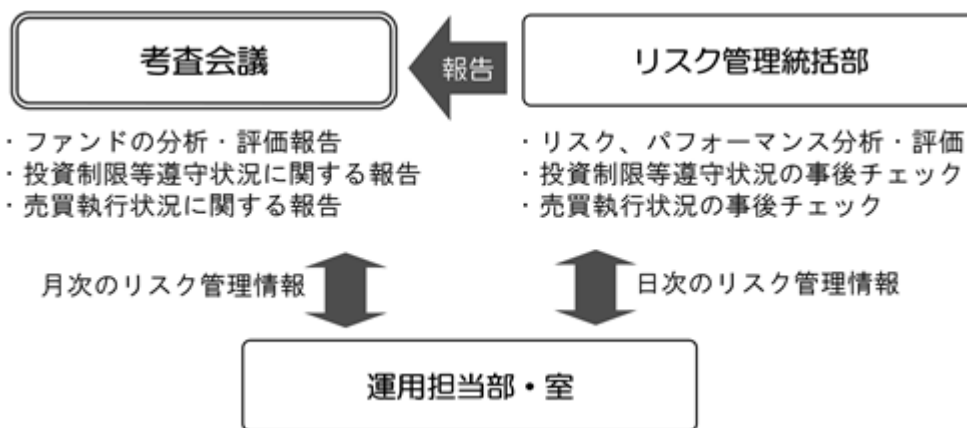 考査会議
報告
リスク管理統括部
・ファンドの分析・評価報告
・投資制限等遵守状況に関する報告
・売買執行状況に関する報告
・リスク、パフォーマンス分析・評価
・投資制限等遵守状況の事後チェック
・売買執行状況の事後チェック
月次のリスク管理情報
日次のリスク管理情報
運用担当部・室